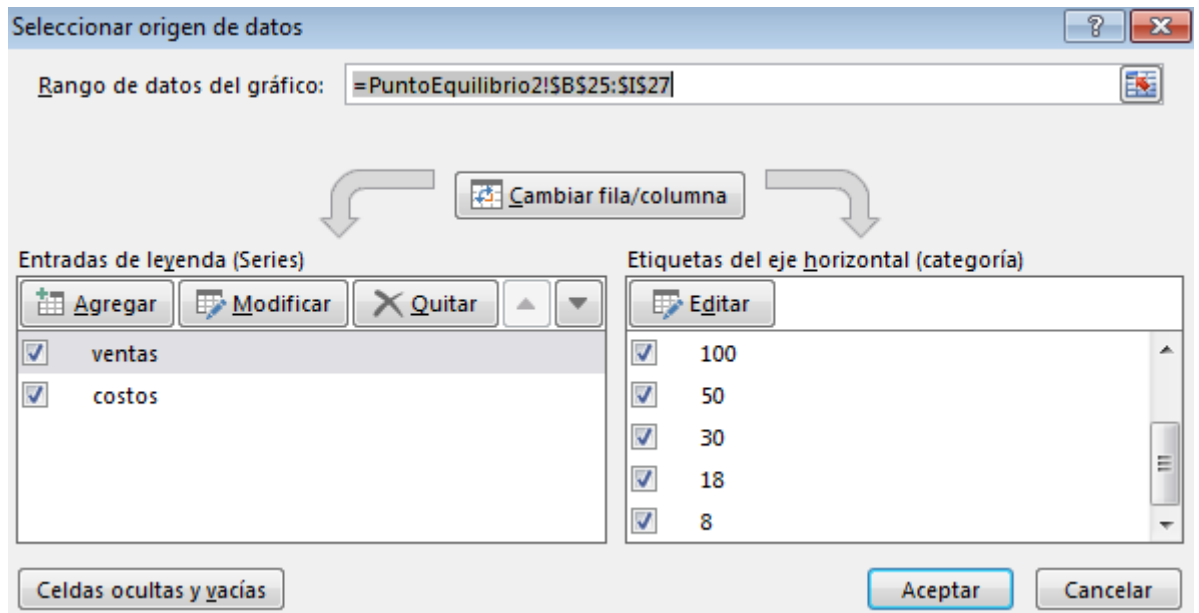 Seleccionar origen de datos
Rango de datos del gráfico: =PuntoEquilibrio2!$B$25:$I$27
Cambiar fila/columna
Entradas de leyenda (Series)
Agregar Modificar Quitar
ventas
costos
Etiquetas del eje horizontal (categoría)
Editar
100
50
30
18
8
Celdas ocultas y vacías
Aceptar Cancelar